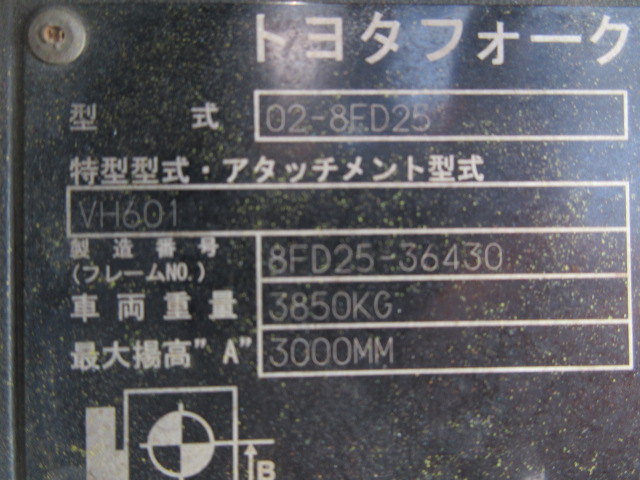 トヨタフォーク
型式 02-8FD25
特型型式・アタッチメント型式
VH601
製造番号
(フレームNO.) 8FD25-36430
車両重量 3850KG
最大揚高"A" 3000MM
B